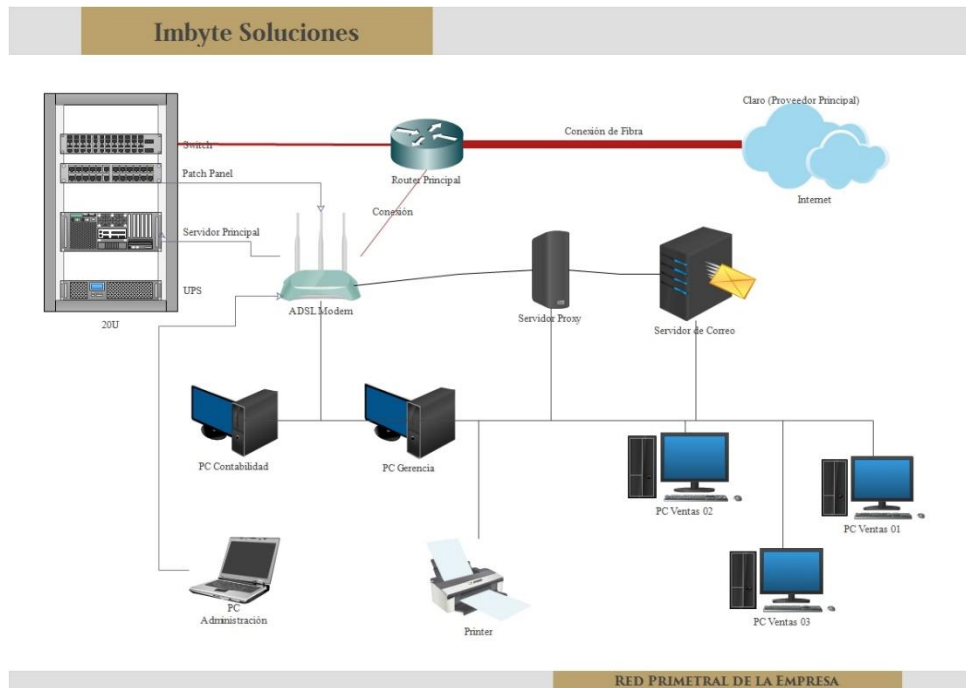 Imbyte Soluciones
Claro (Proveedor Principal)
Conexión de Fibra
Switch
Patch Panel
Router Principal
Internet
Conexión
Servidor Principal
UPS
ADSL Modem
Servidor Proxy
Servidor de Correo
20U
PC Contabilidad
PC Gerencia
PC Ventas 02
PC Ventas 01
PC
Administración
Printer
PC Ventas 03
RED PRIMETRAL DE LA EMPRESA